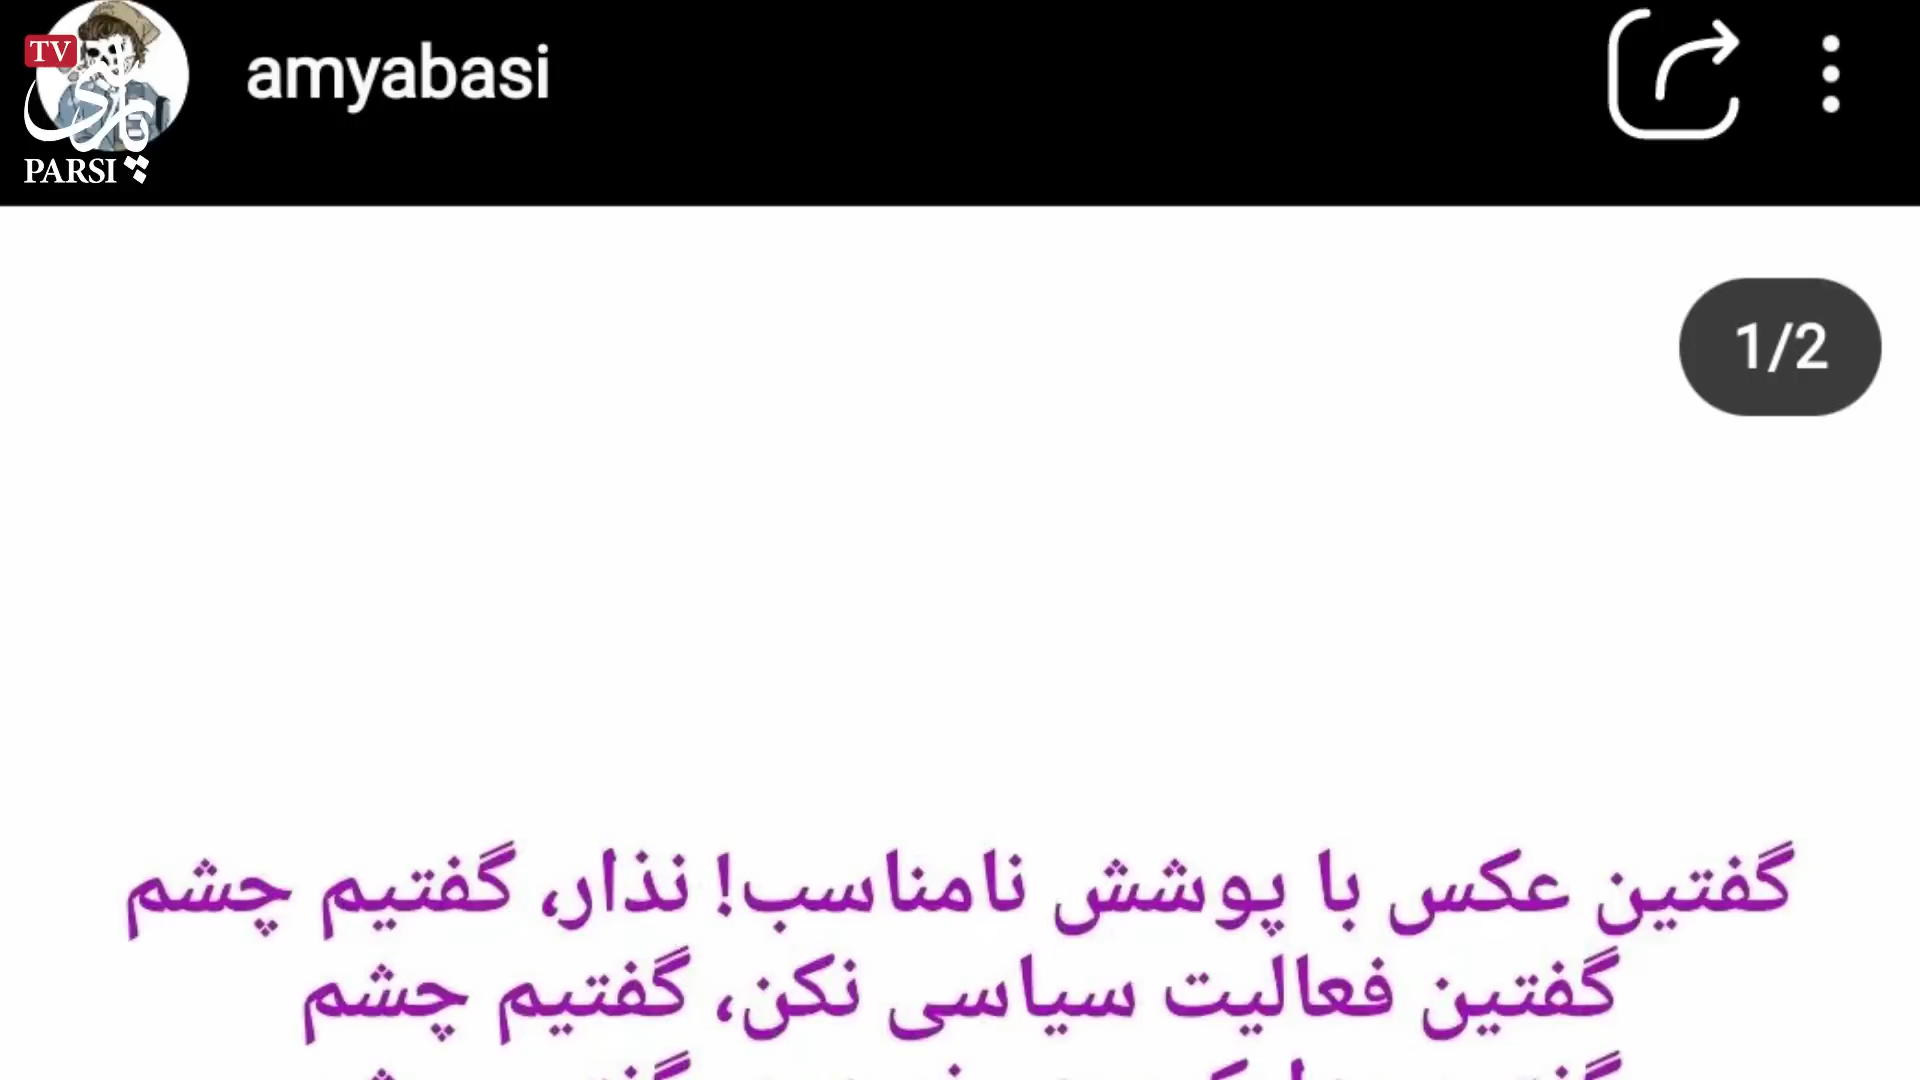 TV
پارسی
PARSI
amyabasi
1/2
گفتین عکس با پوشش نامناسب! نذار، گفتیم چشم
گفتین فعالیت سیاسی نکن، گفتیم چشم